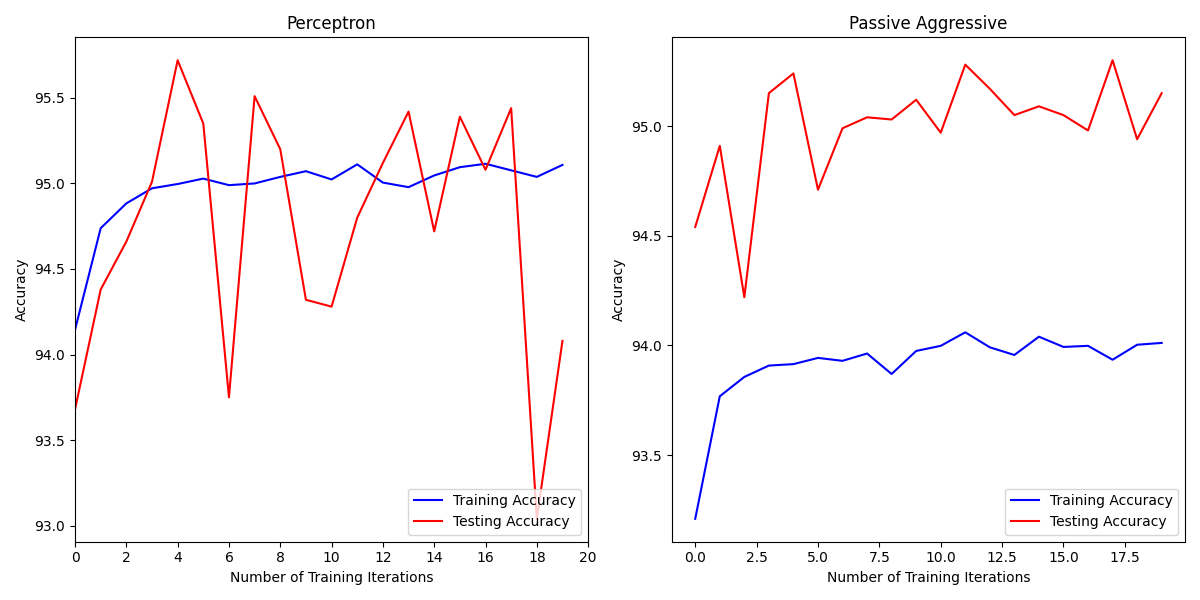 Perceptron
Accuracy
95.5
95.0
94.5
94.0
93.5
93.0
0 2 4 6 8 10 12 14 16 18 20
Number of Training Iterations
Training Accuracy
Testing Accuracy
Passive Aggressive
Accuracy
95.0
94.5
94.0
93.5
0.0 2.5 5.0 7.5 10.0 12.5 15.0 17.5
Number of Training Iterations
Training Accuracy
Testing Accuracy